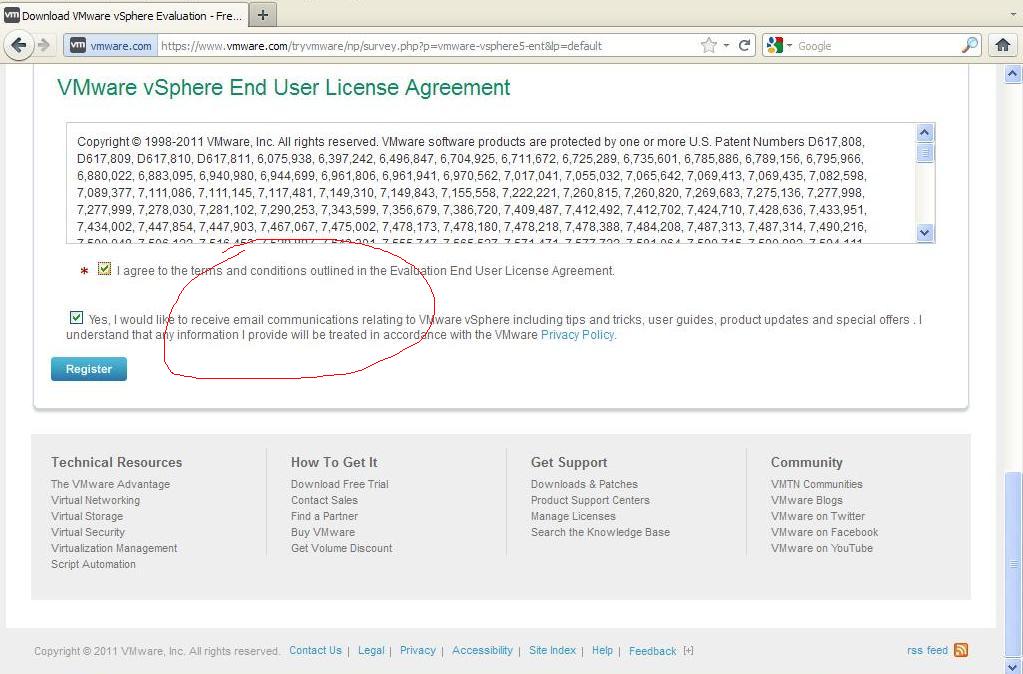 Download VMware vSphere Evaluation - Fre...
vmware.com https://www.vmware.com/tryvmware/np/survey.php?p=vmware-vsphere5-ent&lp=default Google
VMware vSphere End User License Agreement
Copyright © 1998-2011 VMware, Inc. All rights reserved. VMware software products are protected by one or more U.S. Patent Numbers D617,808,
D617,809, D617,810, D617,811, 6,075,938, 6,397,242, 6,496,847, 6,704,925, 6,711,672, 6,725,289, 6,735,601, 6,785,886, 6,789,156, 6,795,966,
6,880,022, 6,883,095, 6,940,980, 6,944,699, 6,961,806, 6,961,941, 6,970,562, 7,017,041, 7,055,032, 7,065,642, 7,069,413, 7,069,435, 7,082,598,
7,089,377, 7,111,086, 7,111,145, 7,117,481, 7,149,310, 7,149,843, 7,155,558, 7,222,221, 7,260,815, 7,260,820, 7,269,683, 7,275,136, 7,277,998,
7,277,999, 7,278,030, 7,281,102, 7,290,253, 7,343,599, 7,356,679, 7,386,720, 7,409,487, 7,412,492, 7,412,702, 7,424,710, 7,428,636, 7,433,951,
7,434,002, 7,447,854, 7,447,903, 7,467,067, 7,475,002, 7,478,173, 7,478,180, 7,478,218, 7,478,388, 7,484,208, 7,487,313, 7,487,314, 7,490,216,
* I agree to the terms and conditions outlined in the Evaluation End User License Agreement.
Yes, I would like to receive email communications relating to VMware vSphere including tips and tricks, user guides, product updates and special offers . I
understand that any information I provide will be treated in accordance with the VMware Privacy Policy.
Register
Technical Resources
The VMware Advantage
Virtual Networking
Virtual Storage
Virtual Security
Virtualization Management
Script Automation
How To Get It
Download Free Trial
Contact Sales
Find a Partner
Buy VMware
Get Volume Discount
Get Support
Downloads & Patches
Product Support Centers
Manage Licenses
Search the Knowledge Base
Community
VMTN Communities
VMware Blogs
VMware on Twitter
VMware on Facebook
VMware on YouTube
Copyright © 2011 VMware, Inc. All rights reserved. Contact Us | Legal | Privacy | Accessibility | Site Index | Help | Feedback [+] rss feed